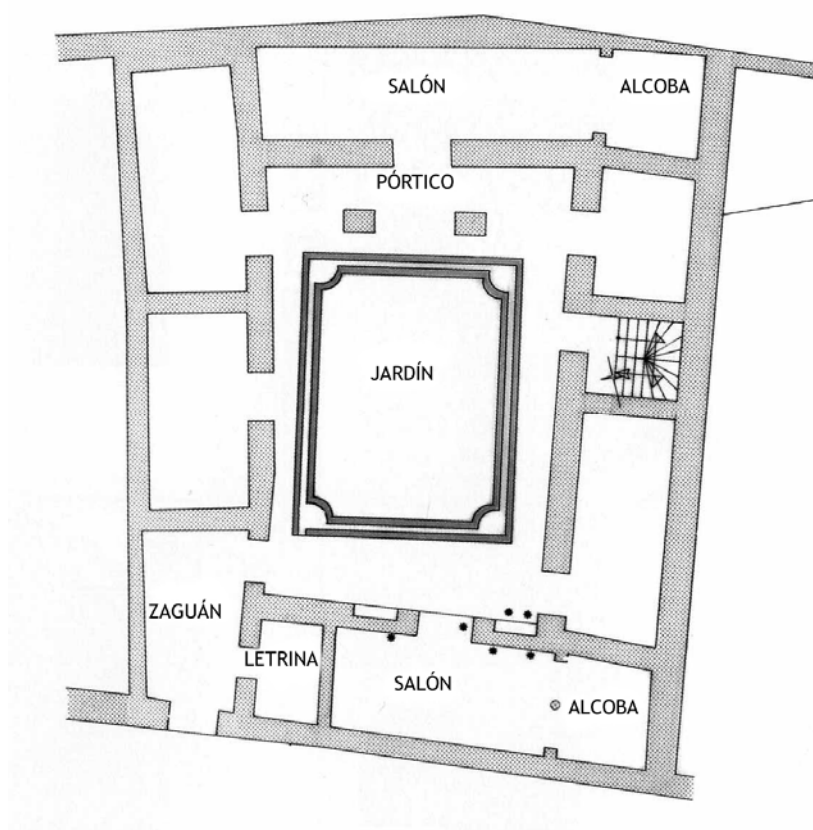 SALÓN
ALCOBA
PÓRTICO
JARDÍN
ZAGUÁN
LETRINA
SALÓN
ALCOBA